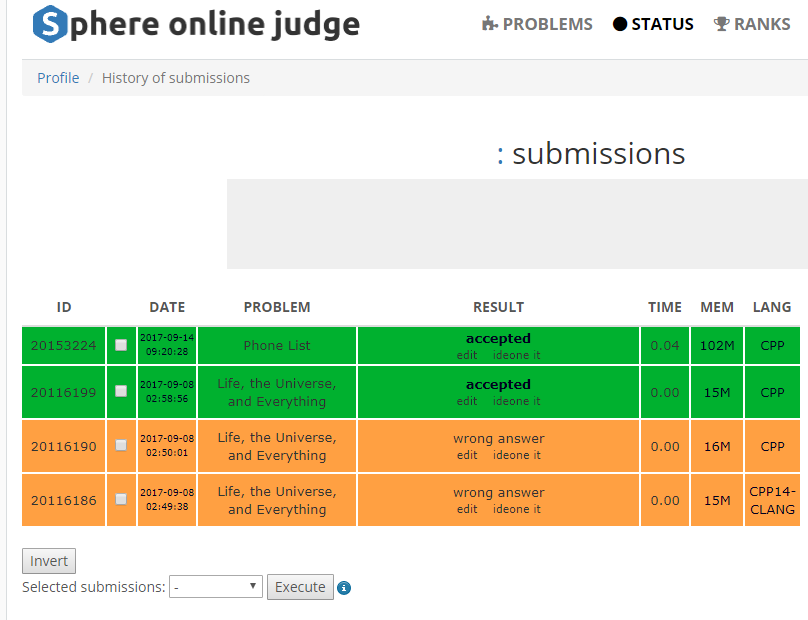 Sphere online judge
PROBLEMS STATUS RANKS
Profile / History of submissions
: submissions
ID DATE PROBLEM RESULT TIME MEM LANG
20153224 2017-09-14 09:20:28 Phone List accepted edit ideone it 0.04 102M CPP
20116199 2017-09-08 02:58:56 Life, the Universe, and Everything accepted edit ideone it 0.00 15M CPP
20116190 2017-09-08 02:50:01 Life, the Universe, and Everything wrong answer edit ideone it 0.00 16M CPP
20116186 2017-09-08 02:49:38 Life, the Universe, and Everything wrong answer edit ideone it 0.00 15M CPP14-CLANG
Invert
Selected submissions: - Execute